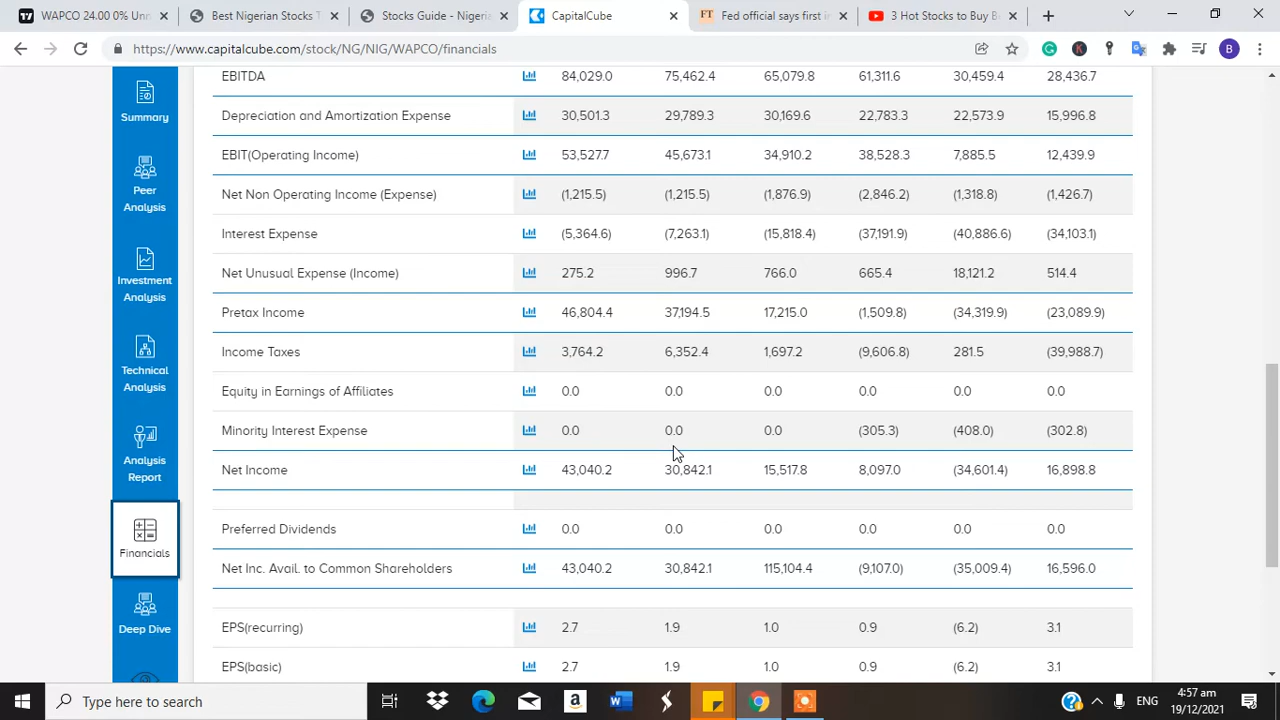 WAPCO 24.00 0% Unn
Best Nigerian Stocks T
Stocks Guide - Nigeria
CapitalCube
FT Fed official says first in
3 Hot Stocks to Buy B
https://www.capitalcube.com/stock/NG/NIG/WAPCO/financials
B
Summary
Peer
Analysis
Investment
Analysis
Technical
Analysis
Analysis
Report
Financials
Deep Dive
EBITDA 84,029.0 75,462.4 65,079.8 61,311.6 30,459.4 28,436.7
Depreciation and Amortization Expense 30,501.3 29,789.3 30,169.6 22,783.3 22,573.9 15,996.8
EBIT(Operating Income) 53,527.7 45,673.1 34,910.2 38,528.3 7,885.5 12,439.9
Net Non Operating Income (Expense) (1,215.5) (1,215.5) (1,876.9) (2,846.2) (1,318.8) (1,426.7)
Interest Expense (5,364.6) (7,263.1) (15,818.4) (37,191.9) (40,886.6) (34,103.1)
Net Unusual Expense (Income) 275.2 996.7 766.0 665.4 18,121.2 514.4
Pretax Income 46,804.4 37,194.5 17,215.0 (1,509.8) (34,319.9) (23,089.9)
Income Taxes 3,764.2 6,352.4 1,697.2 (9,606.8) 281.5 (39,988.7)
Equity in Earnings of Affiliates 0.0 0.0 0.0 0.0 0.0 0.0
Minority Interest Expense 0.0 0.0 0.0 (305.3) (408.0) (302.8)
Net Income 43,040.2 30,842.1 15,517.8 8,097.0 (34,601.4) 16,898.8
Preferred Dividends 0.0 0.0 0.0 0.0 0.0 0.0
Net Inc. Avail. to Common Shareholders 43,040.2 30,842.1 115,104.4 (9,107.0) (35,009.4) 16,596.0
EPS(recurring) 2.7 1.9 1.0 0.9 (6.2) 3.1
EPS(basic) 2.7 1.9 1.0 0.9 (6.2) 3.1
Type here to search
ENG
4:57 am
19/12/2021